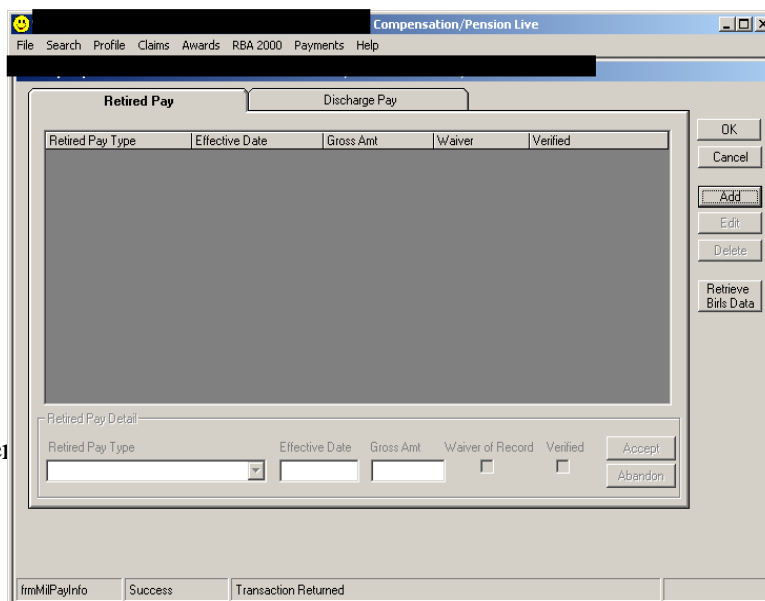 Compensation/Pension Live
File Search Profile Claims Awards RBA 2000 Payments Help
Retired Pay Discharge Pay
Retired Pay Type Effective Date Gross Amt Waiver Verified
OK
Cancel
Add
Edit
Delete
Retrieve
Birls Data
Retired Pay Detail
Retired Pay Type Effective Date Gross Amt Waiver of Record Verified Accept
Abandon
frmMilPayInfo Success Transaction Returned